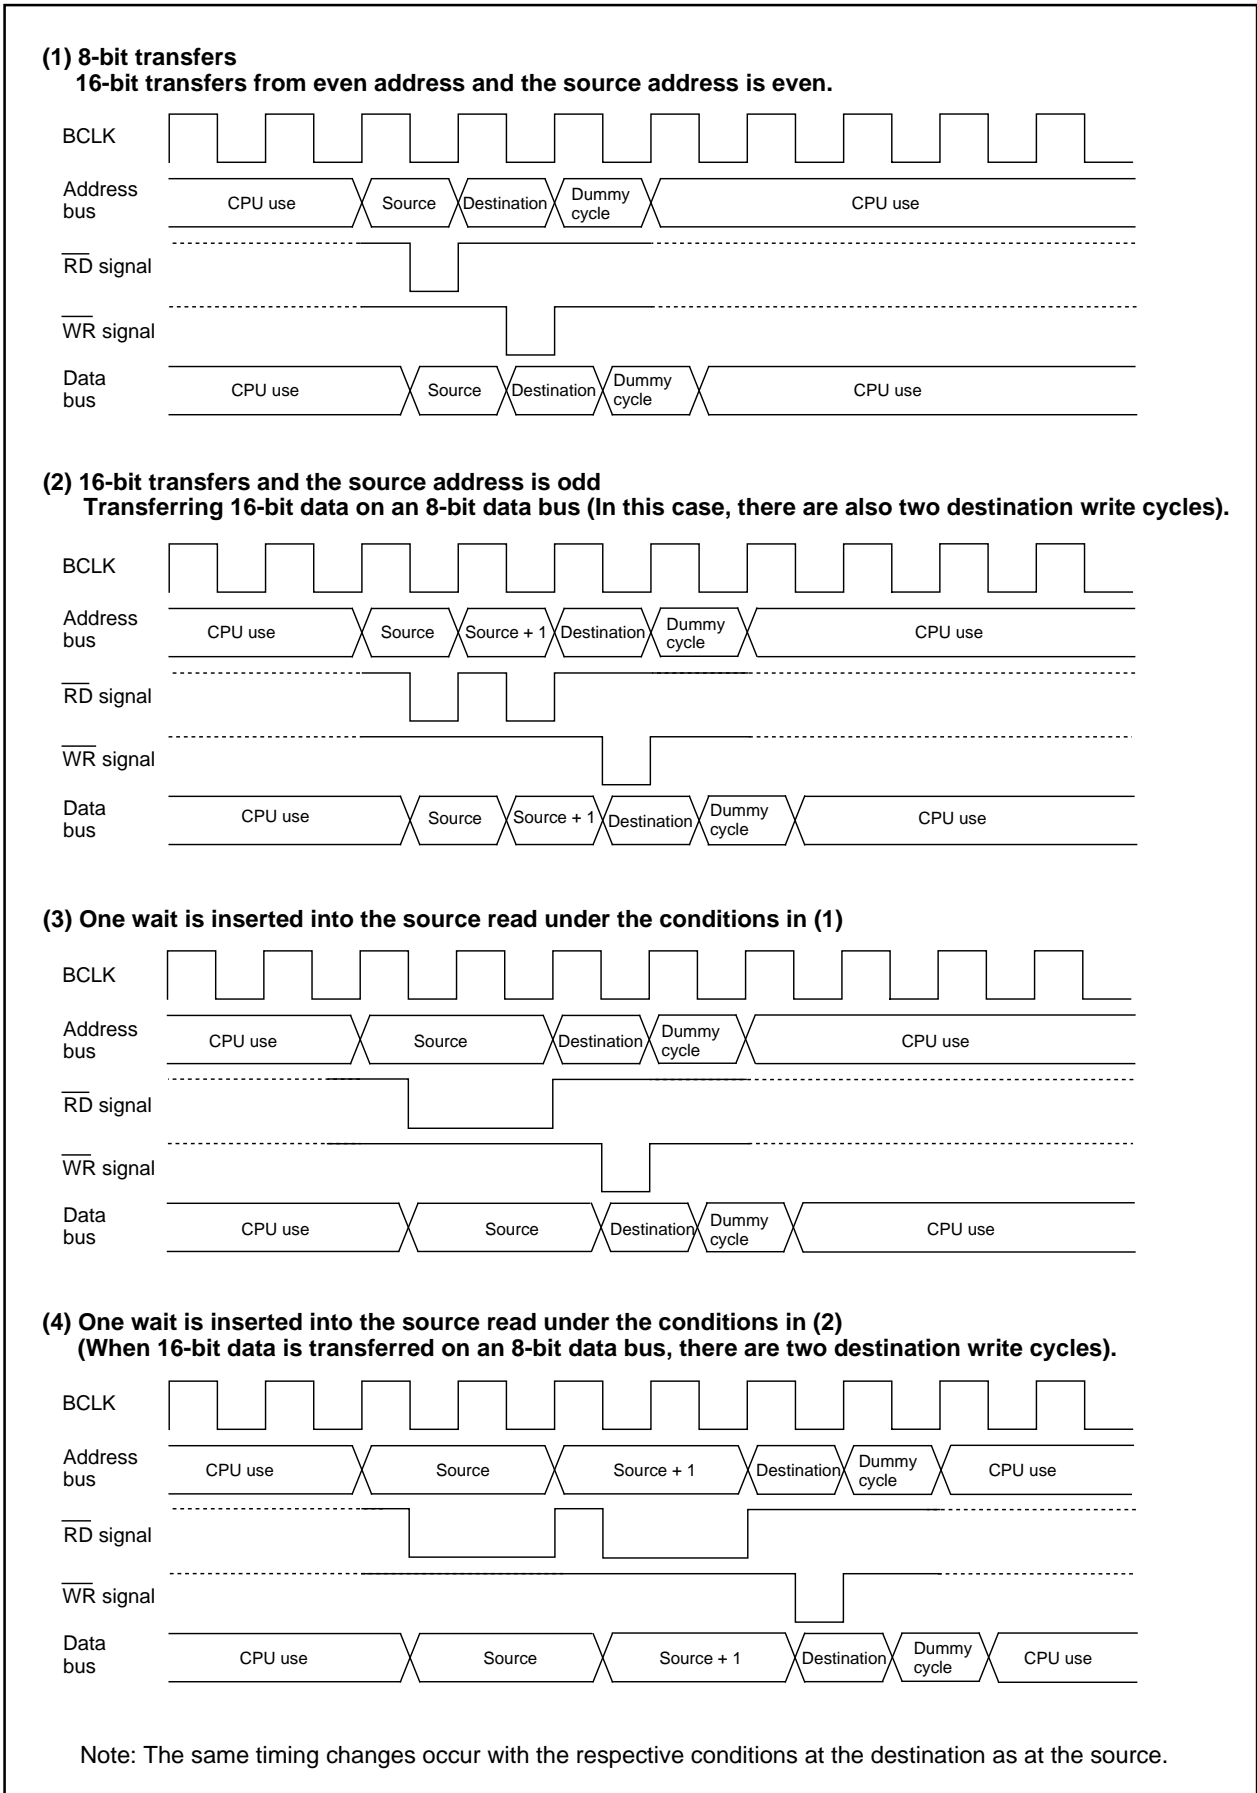 (1) 8-bit transfers
16-bit transfers from even address and the source address is even.
BCLK
Address
bus
CPU use
Source
Destination
Dummy
cycle
CPU use
RD signal
WR signal
Data
bus
CPU use
Source
Destination
Dummy
cycle
CPU use
(2) 16-bit transfers and the source address is odd
Transferring 16-bit data on an 8-bit data bus (In this case, there are also two destination write cycles).
BCLK
Address
bus
CPU use
Source
Source + 1
Destination
Dummy
cycle
CPU use
RD signal
WR signal
Data
bus
CPU use
Source
Source + 1
Destination
Dummy
cycle
CPU use
(3) One wait is inserted into the source read under the conditions in (1)
BCLK
Address
bus
CPU use
Source
Destination
Dummy
cycle
CPU use
RD signal
WR signal
Data
bus
CPU use
Source
Destination
Dummy
cycle
CPU use
(4) One wait is inserted into the source read under the conditions in (2)
(When 16-bit data is transferred on an 8-bit data bus, there are two destination write cycles).
BCLK
Address
bus
CPU use
Source
Source + 1
Destination
Dummy
cycle
CPU use
RD signal
WR signal
Data
bus
CPU use
Source
Source + 1
Destination
Dummy
cycle
CPU use
Note: The same timing changes occur with the respective conditions at the destination as at the source.